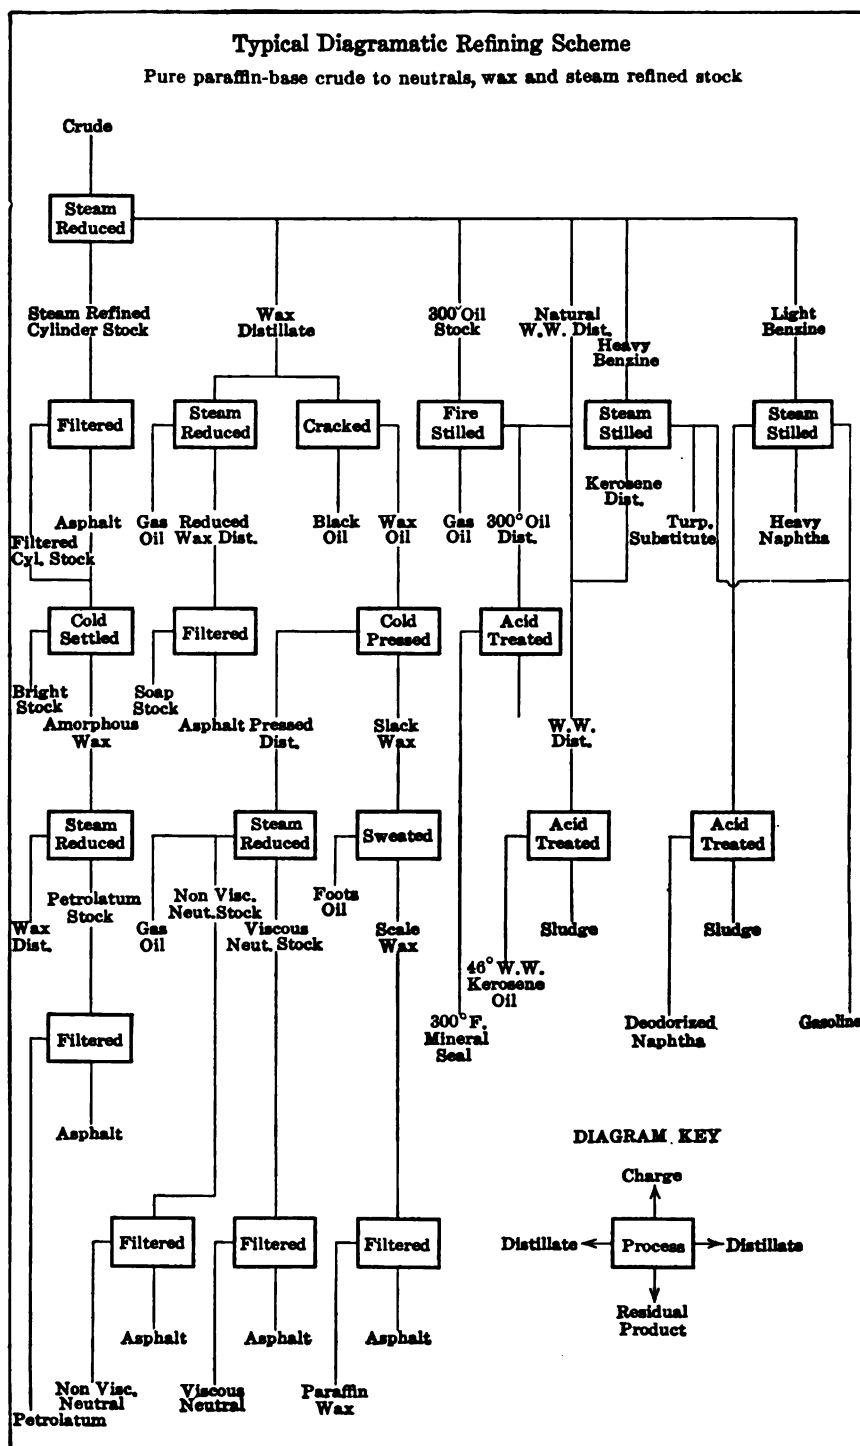 Typical Diagramatic Refining Scheme
Pure paraffin-base crude to neutrals, wax and steam refined stock
Crude
Steam
Reduced
Steam Refined
Cylinder Stock
Wax
Distillate
300° Oil
Stock
Natural
W.W. Dist.
Heavy
Benzine
Light
Benzine
Filtered
Steam
Reduced
Cracked
Fire
Stilled
Steam
Stilled
Steam
Stilled
Kerosene
Dist.
Asphalt
Filtered
Cyl. Stock
Gas
Oil
Reduced
Wax Dist.
Black
Oil
Wax
Oil
Gas
Oil
300° Oil
Dist.
Turp.
Substitute
Heavy
Naphtha
Cold
Settled
Filtered
Cold
Pressed
Acid
Treated
Bright
Stock
Soap
Stock
Amorphous
Wax
Asphalt
Pressed
Dist.
Slack
Wax
W.W.
Dist.
Steam
Reduced
Steam
Reduced
Sweated
Acid
Treated
Acid
Treated
Petrolatum
Stock
Wax
Dist.
Gas
Oil
Non Visc.
Neut. Stock
Viscous
Neut. Stock
Foots
Oil
Scale
Wax
Sludge
Sludge
46° W.W.
Kerosene
Oil
300° F.
Mineral
Seal
Deodorized
Naphtha
Gasoline
Filtered
Asphalt
DIAGRAM KEY
Charge
Distillate
Process
Distillate
Residual
Product
Filtered
Filtered
Filtered
Asphalt
Asphalt
Asphalt
Non Visc.
Neutral
Viscous
Neutral
Paraffin
Wax
Petrolatum